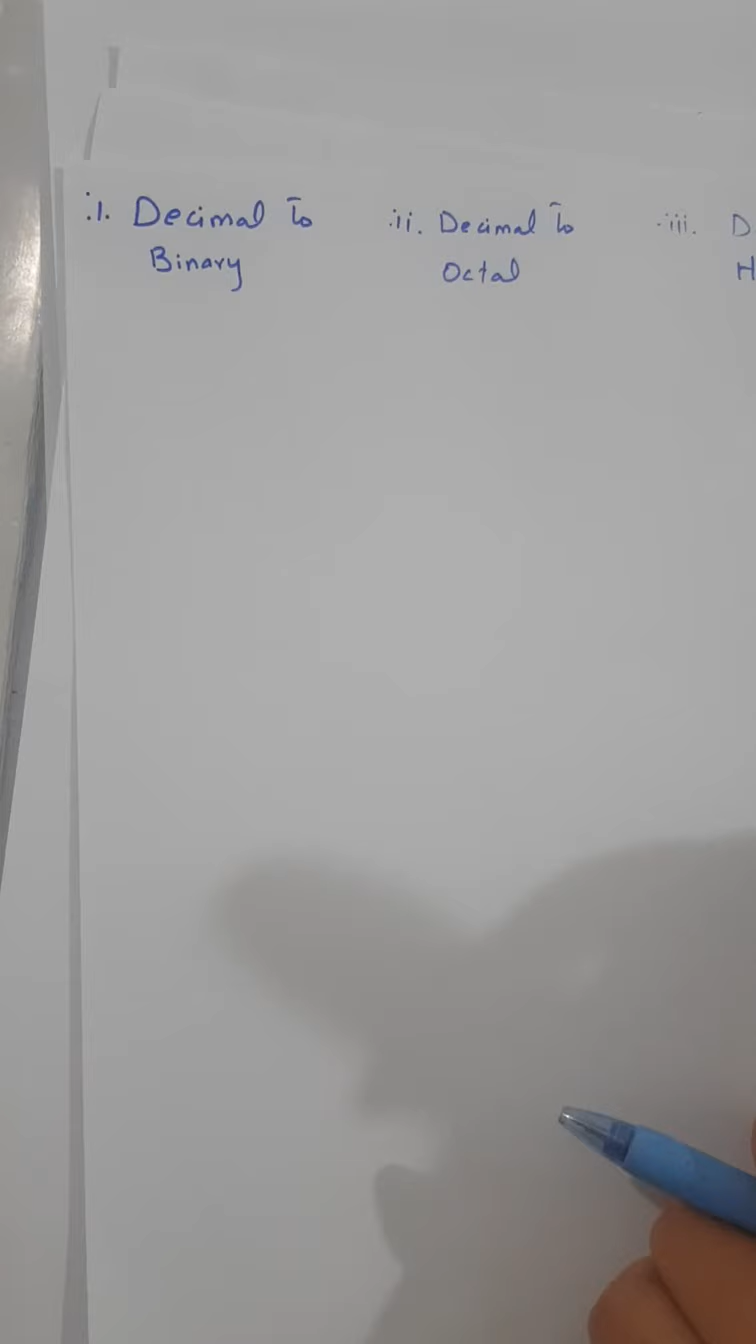 i. Decimal To
Binary
ii. Decimal To
Octal
iii. D
H